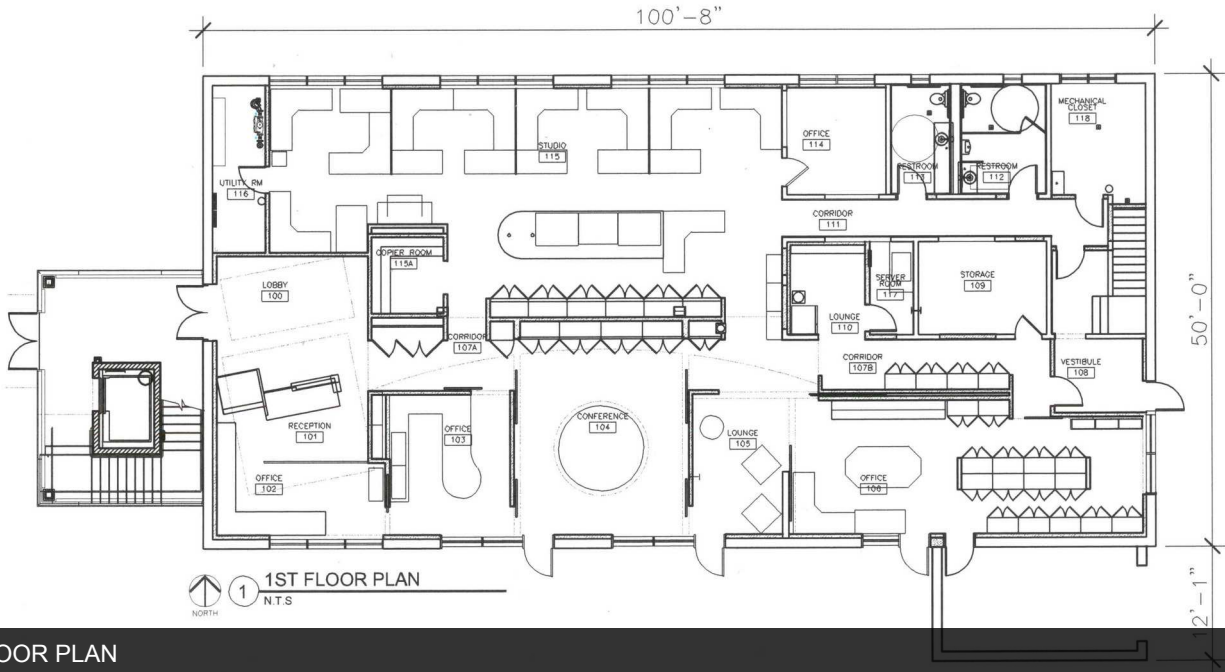 100'-8"
MECHANICAL
CLOSET
118
OFFICE
114
STUDIO
115
RESTROOM
113
RESTROOM
112
UTILITY RM
116
CORRIDOR
111
COPIER ROOM
115A
SERVER
ROOM
117
STORAGE
109
LOBBY
100
LOUNGE
110
50'-0"
CORRIDOR
107A
CORRIDOR
107B
VESTIBULE
108
CONFERENCE
104
RECEPTION
101
OFFICE
103
LOUNGE
105
OFFICE
102
OFFICE
106
1 1ST FLOOR PLAN
N.T.S
NORTH
12'-1"
OOR PLAN